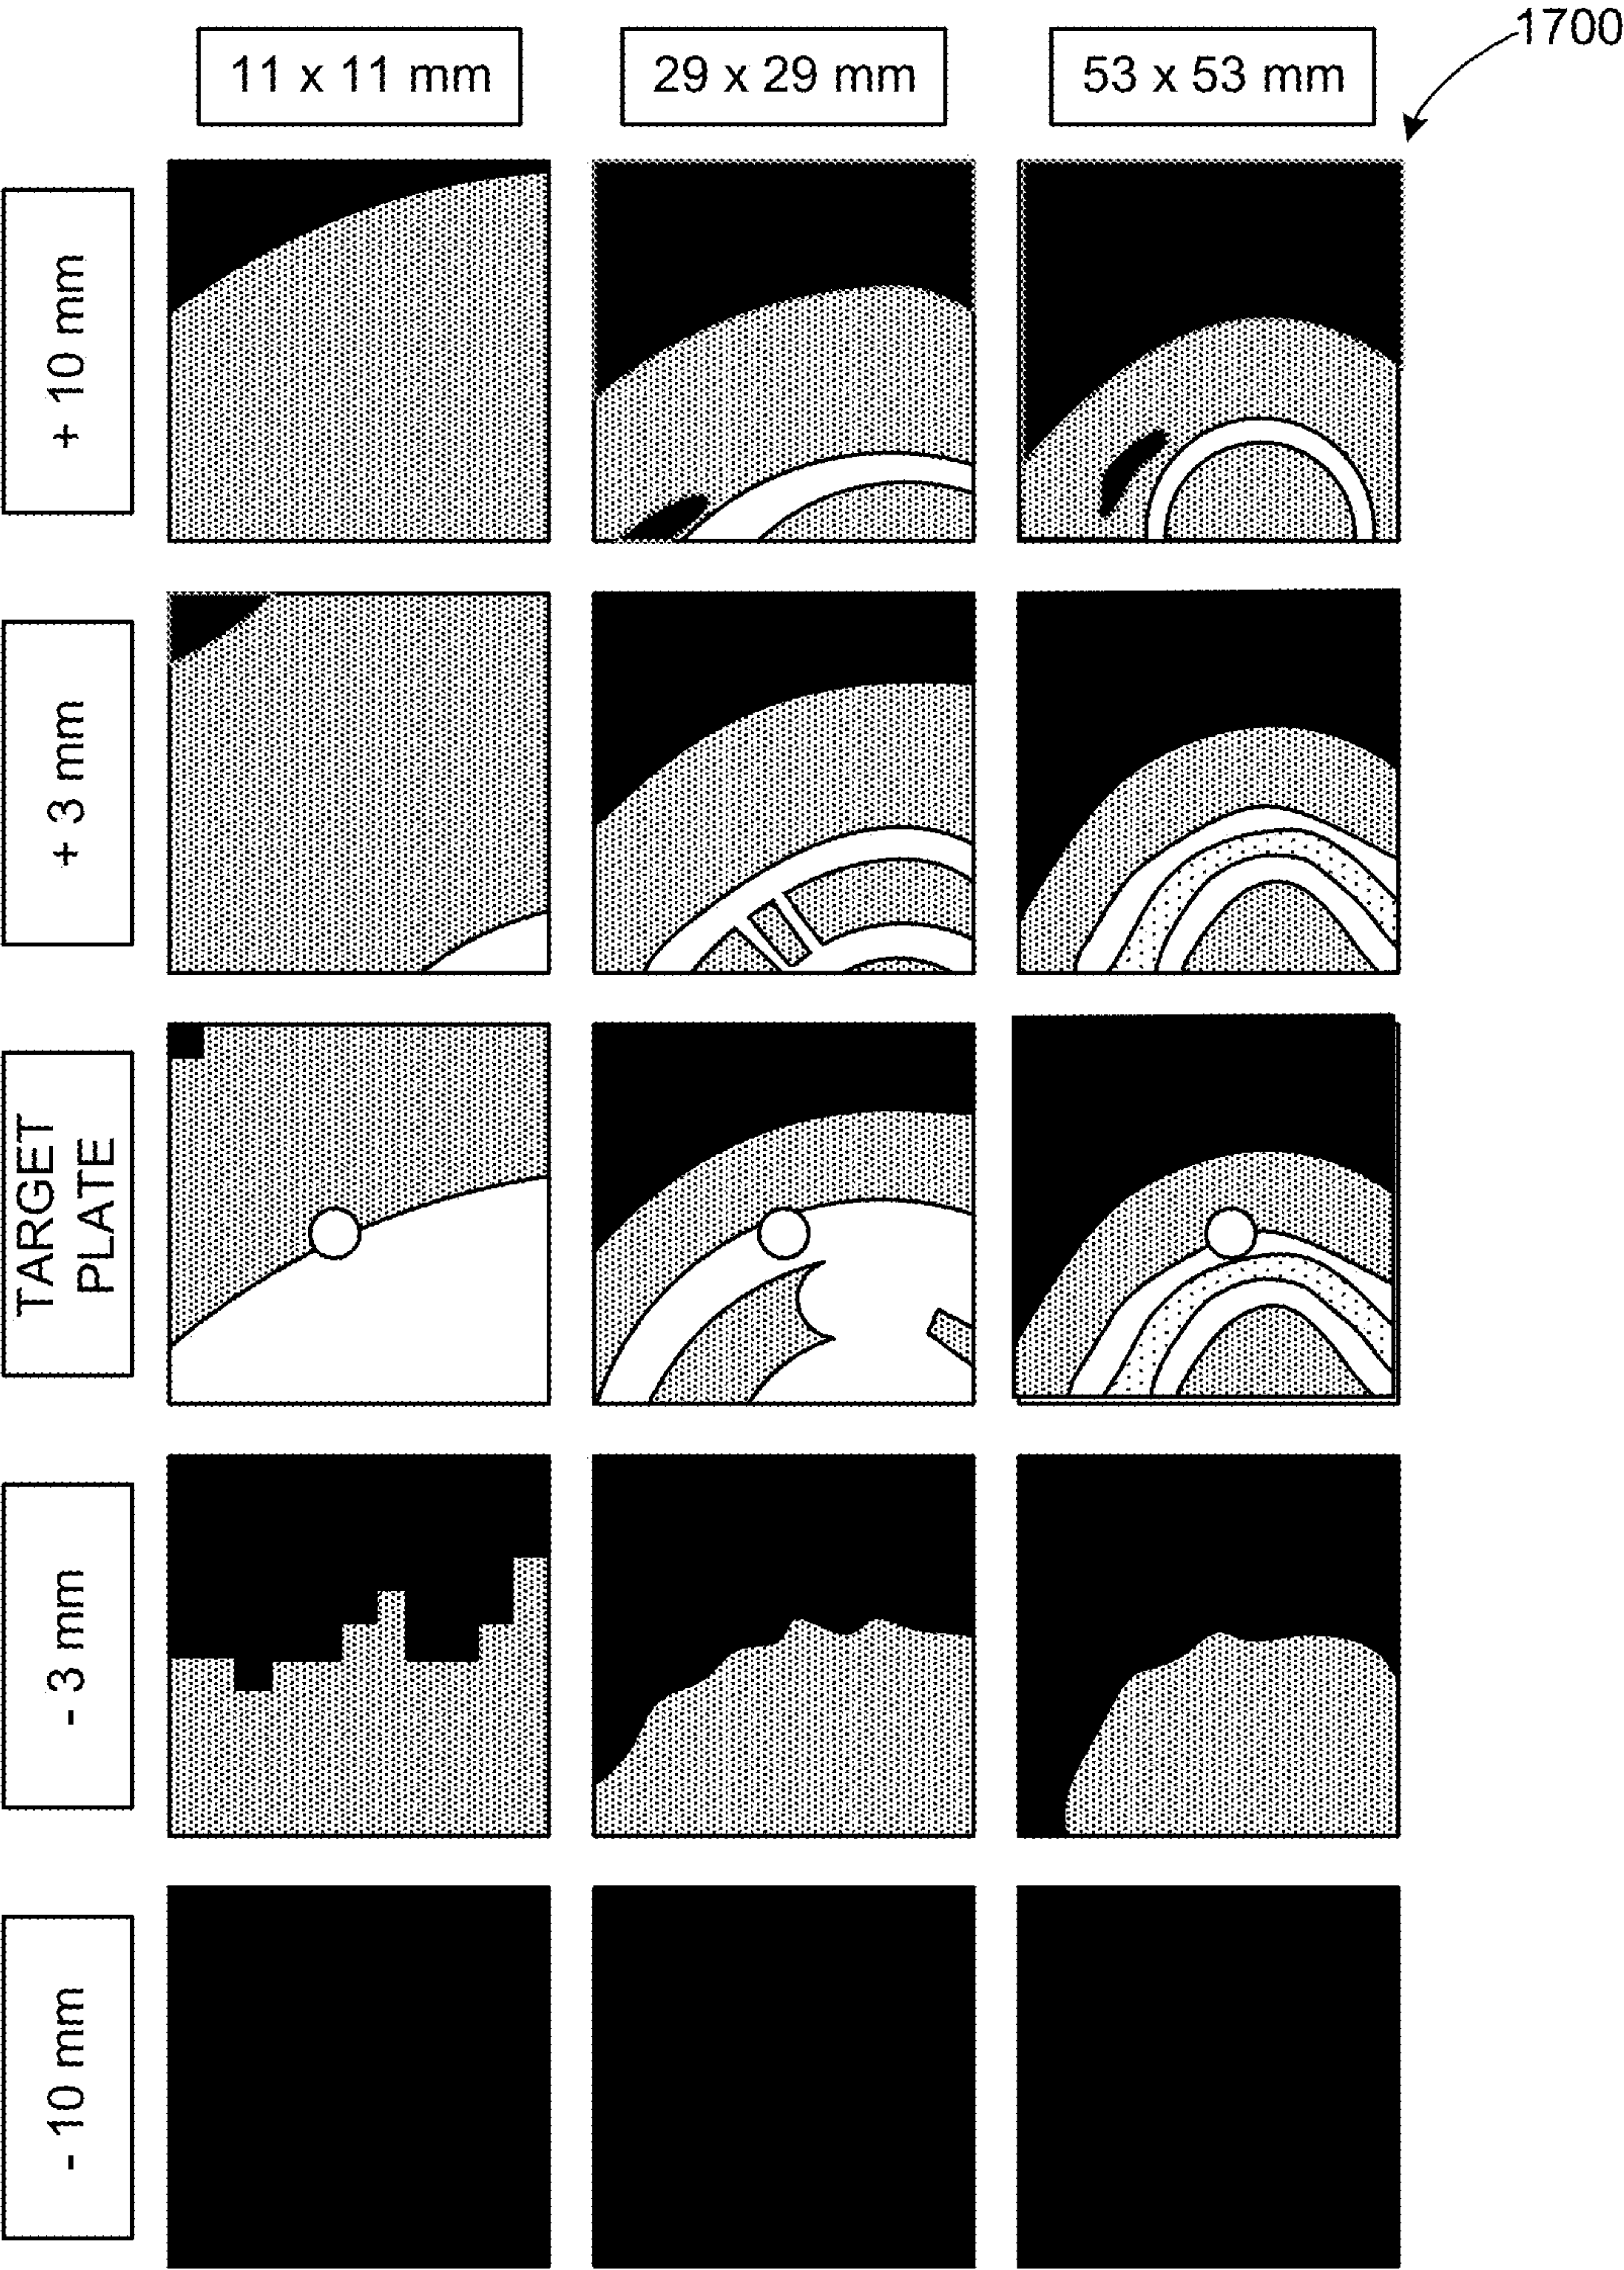 1700
11 x 11 mm
29 x 29 mm
53 x 53 mm
+ 10 mm
+ 3 mm
TARGET
PLATE
- 3 mm
- 10 mm